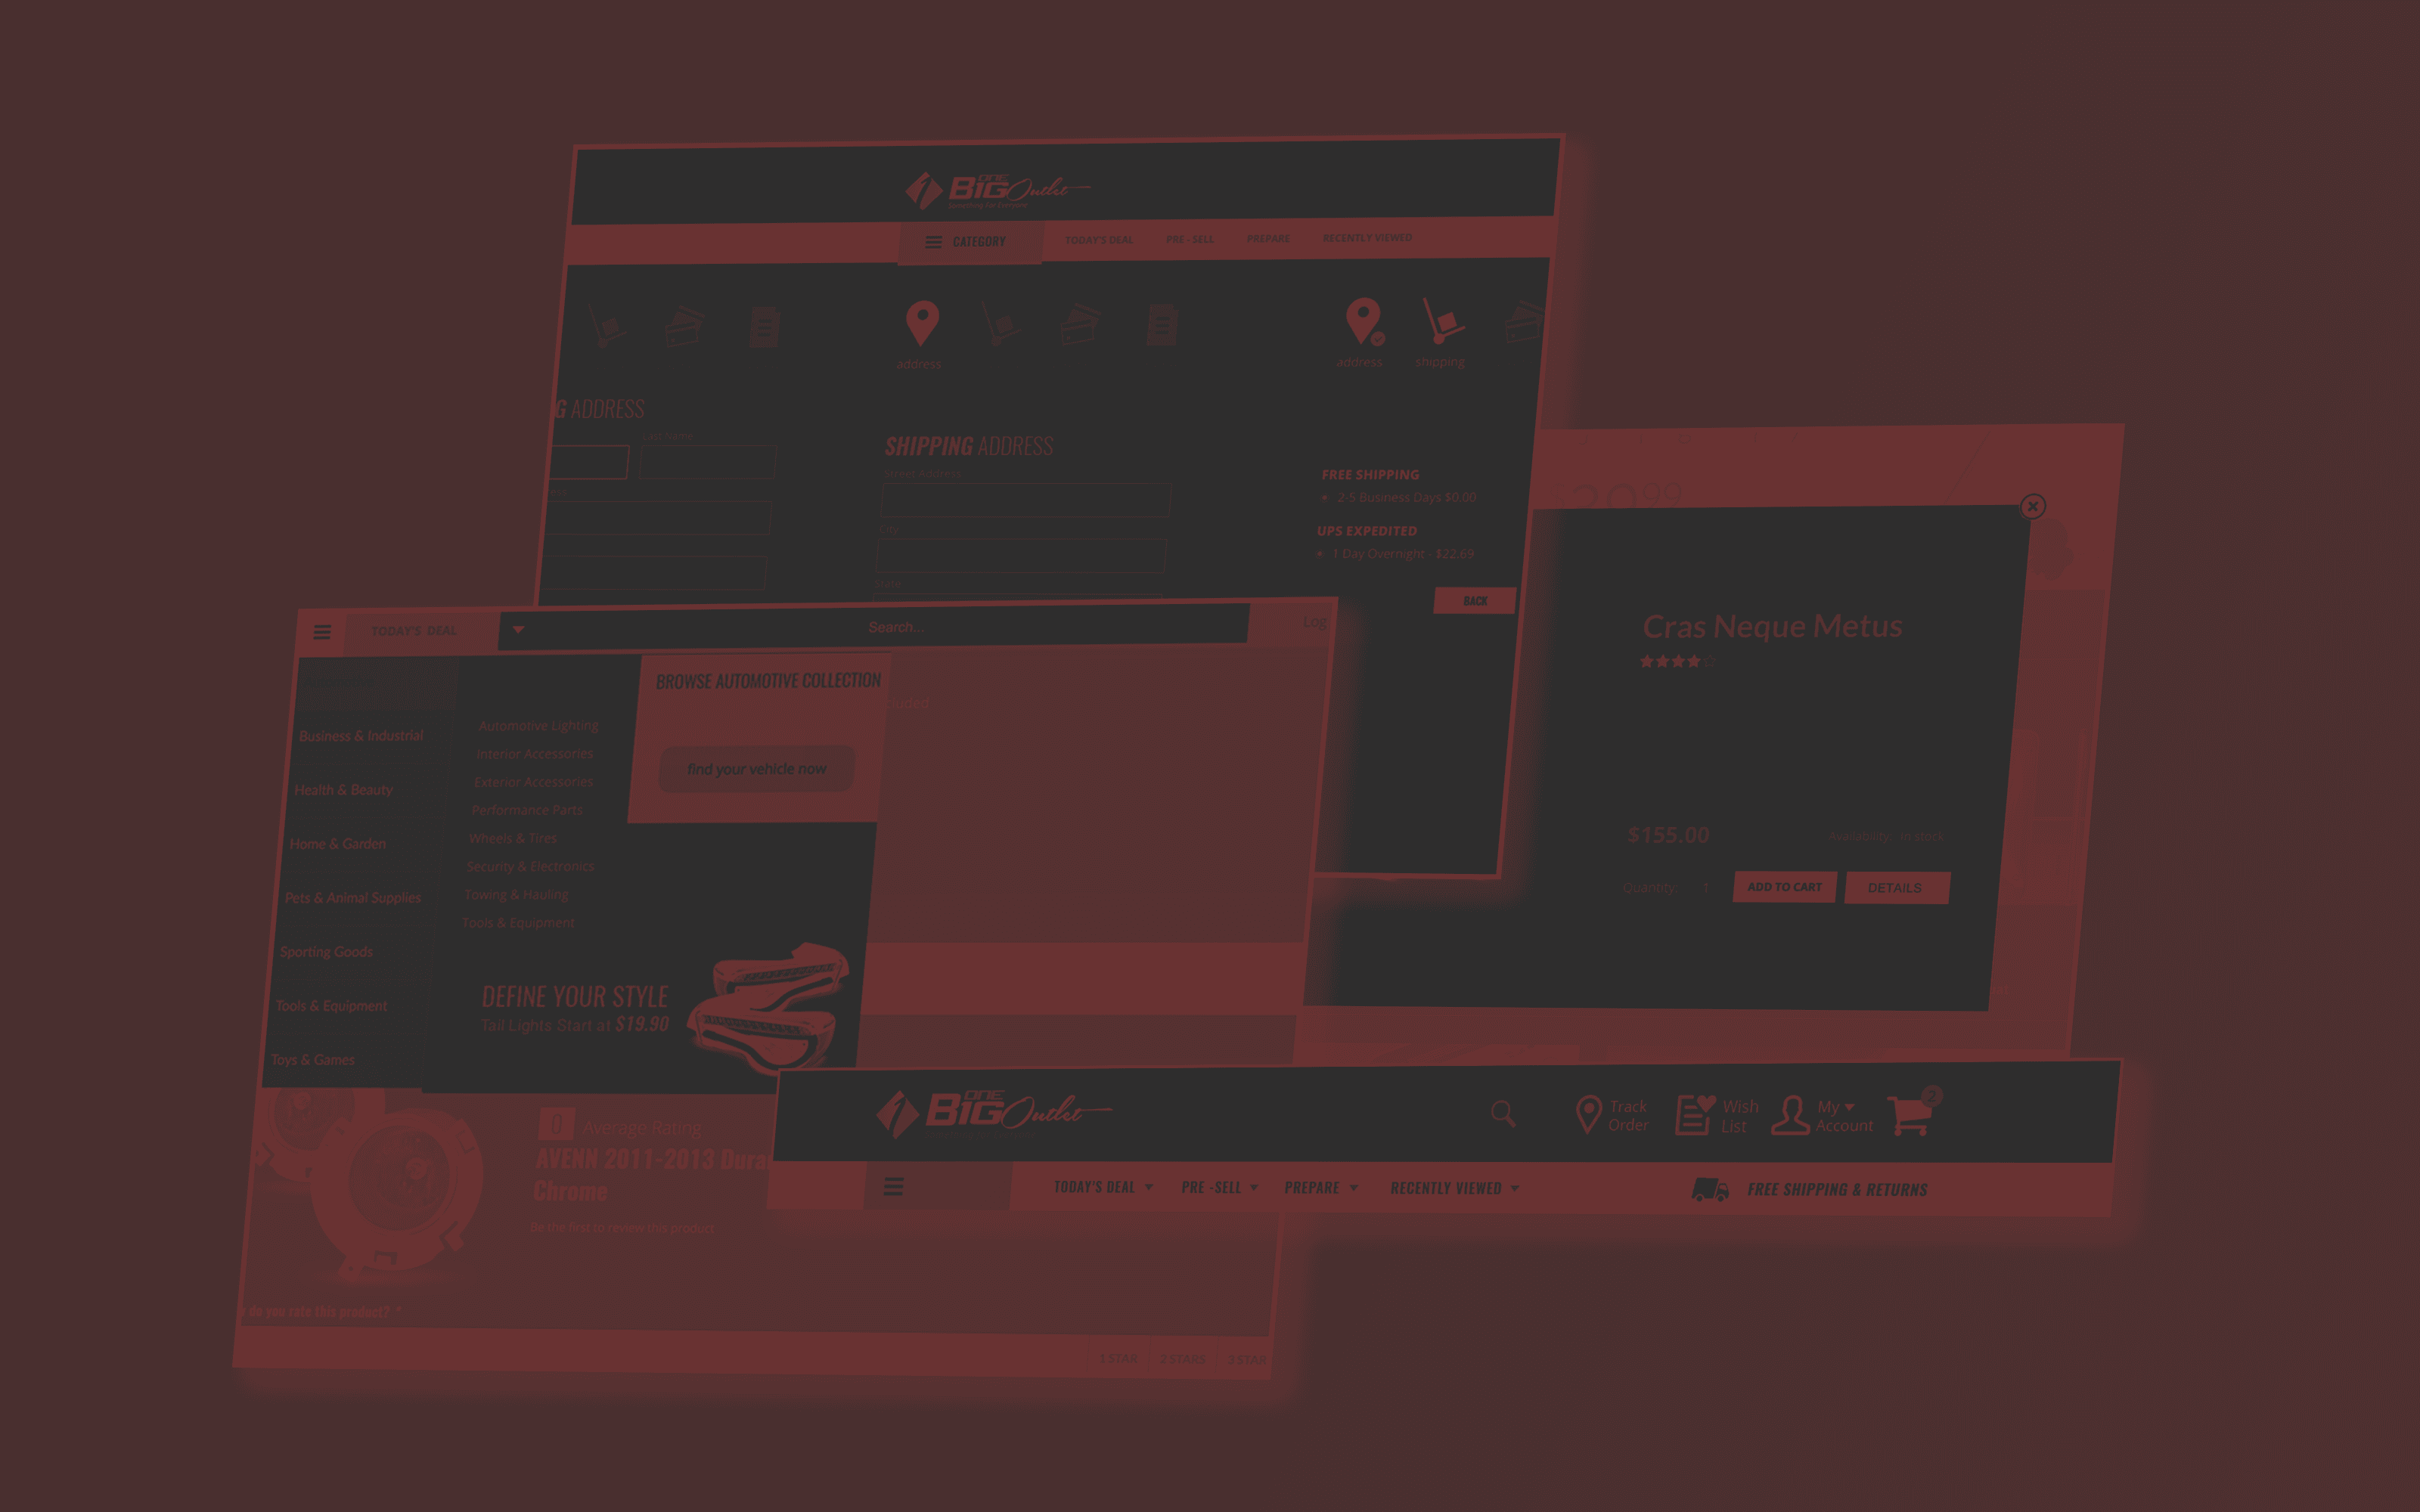 ONE
BIG Outlet
Something For Everyone
CATEGORY TODAY'S DEAL PRE - SELL PREPARE RECENTLY VIEWED
address
address shipping
G ADDRESS
Last Name
SHIPPING ADDRESS
Street Address
City
State
FREE SHIPPING
2-5 Business Days $0.00
UPS EXPEDITED
1 Day Overnight - $22.69
BACK
Cras Neque Metus
$155.00 Availability: In stock
Quantity: 1 ADD TO CART DETAILS
TODAY'S DEAL Search... Log
Automotive
Business & Industrial
Health & Beauty
Home & Garden
Pets & Animal Supplies
Sporting Goods
Tools & Equipment
Toys & Games
Automotive Lighting
Interior Accessories
Exterior Accessories
Performance Parts
Wheels & Tires
Security & Electronics
Towing & Hauling
Tools & Equipment
BROWSE AUTOMOTIVE COLLECTION
find your vehicle now
DEFINE YOUR STYLE
Tail Lights Start at $19.90
ONE
BIG Outlet
Track Order
Wish List
My Account
2
TODAY'S DEAL PRE -SELL PREPARE RECENTLY VIEWED FREE SHIPPING & RETURNS
0 Average Rating
AVENN 2011-2013 Dura
Chrome
Be the first to review this product
do you rate this product? *
1 STAR 2 STARS 3 STAR